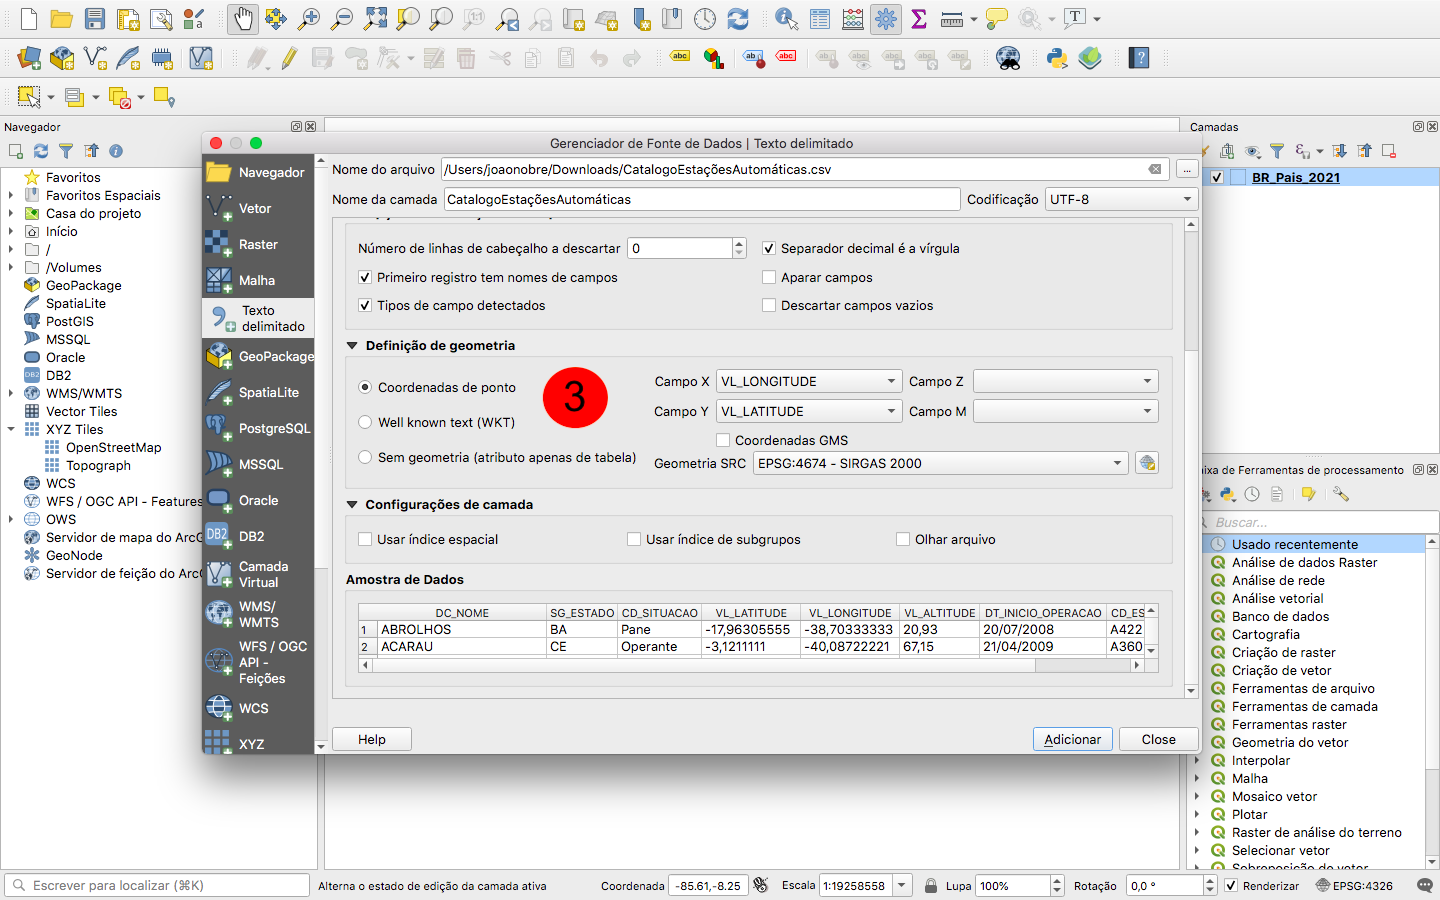 abc
ab
abc
Navegador
Camadas
Gerenciador de Fonte de Dados | Texto delimitado
Favoritos
Favoritos Espaciais
Casa do projeto
Início
/
/Volumes
GeoPackage
SpatiaLite
PostGIS
MSSQL
Oracle
DB2
WMS/WMTS
Vector Tiles
XYZ Tiles
OpenStreetMap
Topograph
WCS
WFS / OGC API - Features
OWS
Servidor de mapa do ArcG
GeoNode
Servidor de feição do Arc
Navegador
Vetor
Raster
Malha
Texto
delimitado
GeoPackage
SpatiaLite
PostgreSQL
MSSQL
Oracle
DB2
DB2
Camada
Virtual
WMS/
WMTS
WFS / OGC
API -
Feições
WCS
XYZ
Nome do arquivo /Users/joaonobre/Downloads/CatalogoEstaçõesAutomáticas.csv ...
Nome da camada CatalogoEstaçõesAutomáticas Codificação UTF-8
Número de linhas de cabeçalho a descartar 0 Separador decimal é a vírgula
Primeiro registro tem nomes de campos Aparar campos
Tipos de campo detectados Descartar campos vazios
Definição de geometria
Coordenadas de ponto
Well known text (WKT)
Sem geometria (atributo apenas de tabela)
3
Campo X VL_LONGITUDE Campo Z
Campo Y VL_LATITUDE Campo M
Coordenadas GMS
Geometria SRC EPSG:4674 - SIRGAS 2000
Configurações de camada
Usar índice espacial Usar índice de subgrupos Olhar arquivo
Amostra de Dados
DC_NOME SG_ESTADO CD_SITUACAO VL_LATITUDE VL_LONGITUDE VL_ALTITUDE DT_INICIO_OPERACAO CD_ES
1 ABROLHOS BA Pane -17,96305555 -38,70333333 20,93 20/07/2008 A422
2 ACARAU CE Operante -3,1211111 -40,08722221 67,15 21/04/2009 A360
Help Adicionar Close
BR_Pais_2021
aixa de Ferramentas de processamento
Buscar...
Usado recentemente
Análise de dados Raster
Análise de rede
Análise vetorial
Banco de dados
Cartografia
Criação de raster
Criação de vetor
Ferramentas de arquivo
Ferramentas de camada
Ferramentas raster
Geometria do vetor
Interpolar
Malha
Mosaico vetor
Plotar
Raster de análise do terreno
Selecionar vetor
Sobreposição de vetor
Escrever para localizar (⌘K) Alterna o estado de edição da camada ativa Coordenada -85.61,-8.25 Escala 1:19258558 Lupa 100% Rotação 0,0 ° Renderizar EPSG:4326